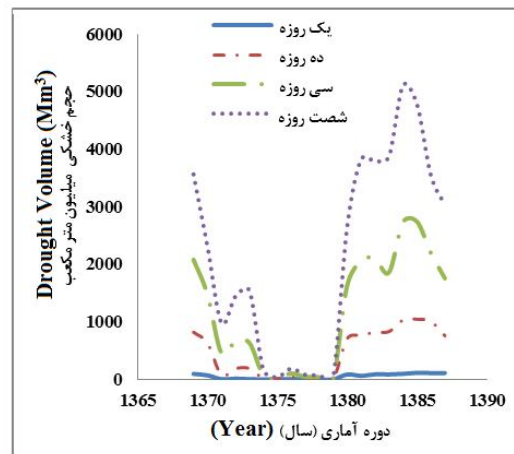 Drought Volume (Mm³)
حجم خشکی میلیون متر مکعب
6000
5000
4000
3000
2000
1000
0
یک روزه
ده روزه
سی روزه
شصت روزه
1365 1370 1375 1380 1385 1390
دوره آماری (سال) (Year)